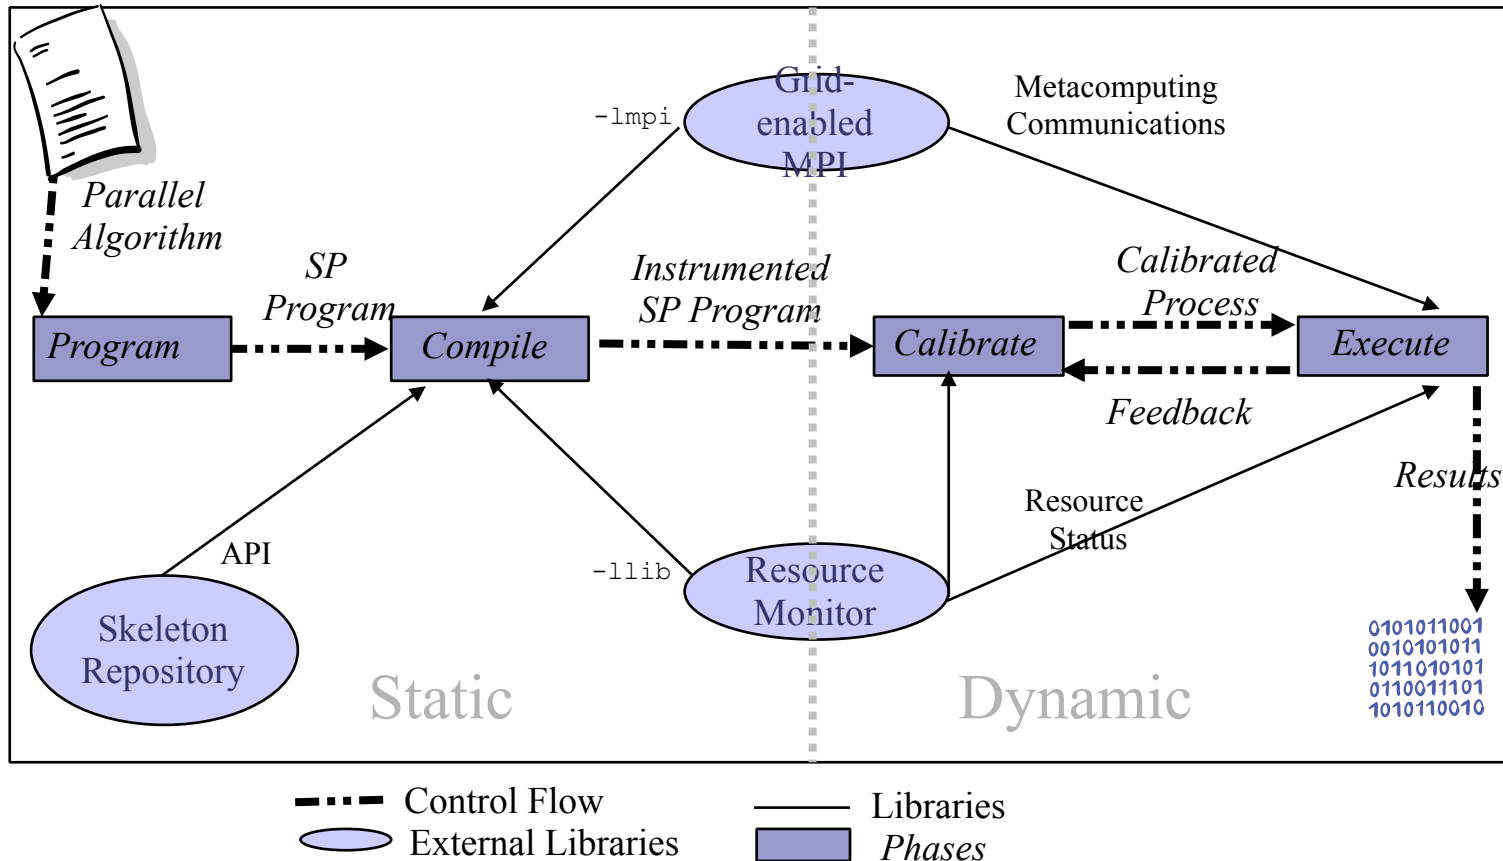 Grid-
enabled
MPI
-lmpi
Metacomputing
Communications
Parallel
Algorithm
SP
Program
Instrumented
SP Program
Calibrated
Process
Program
Compile
Calibrate
Execute
Feedback
Results
API
-llib
Resource
Monitor
Resource
Status
Skeleton
Repository
Static
Dynamic
0101011001
0010101011
1011010101
0110011101
1010110010
Control Flow
Libraries
External Libraries
Phases